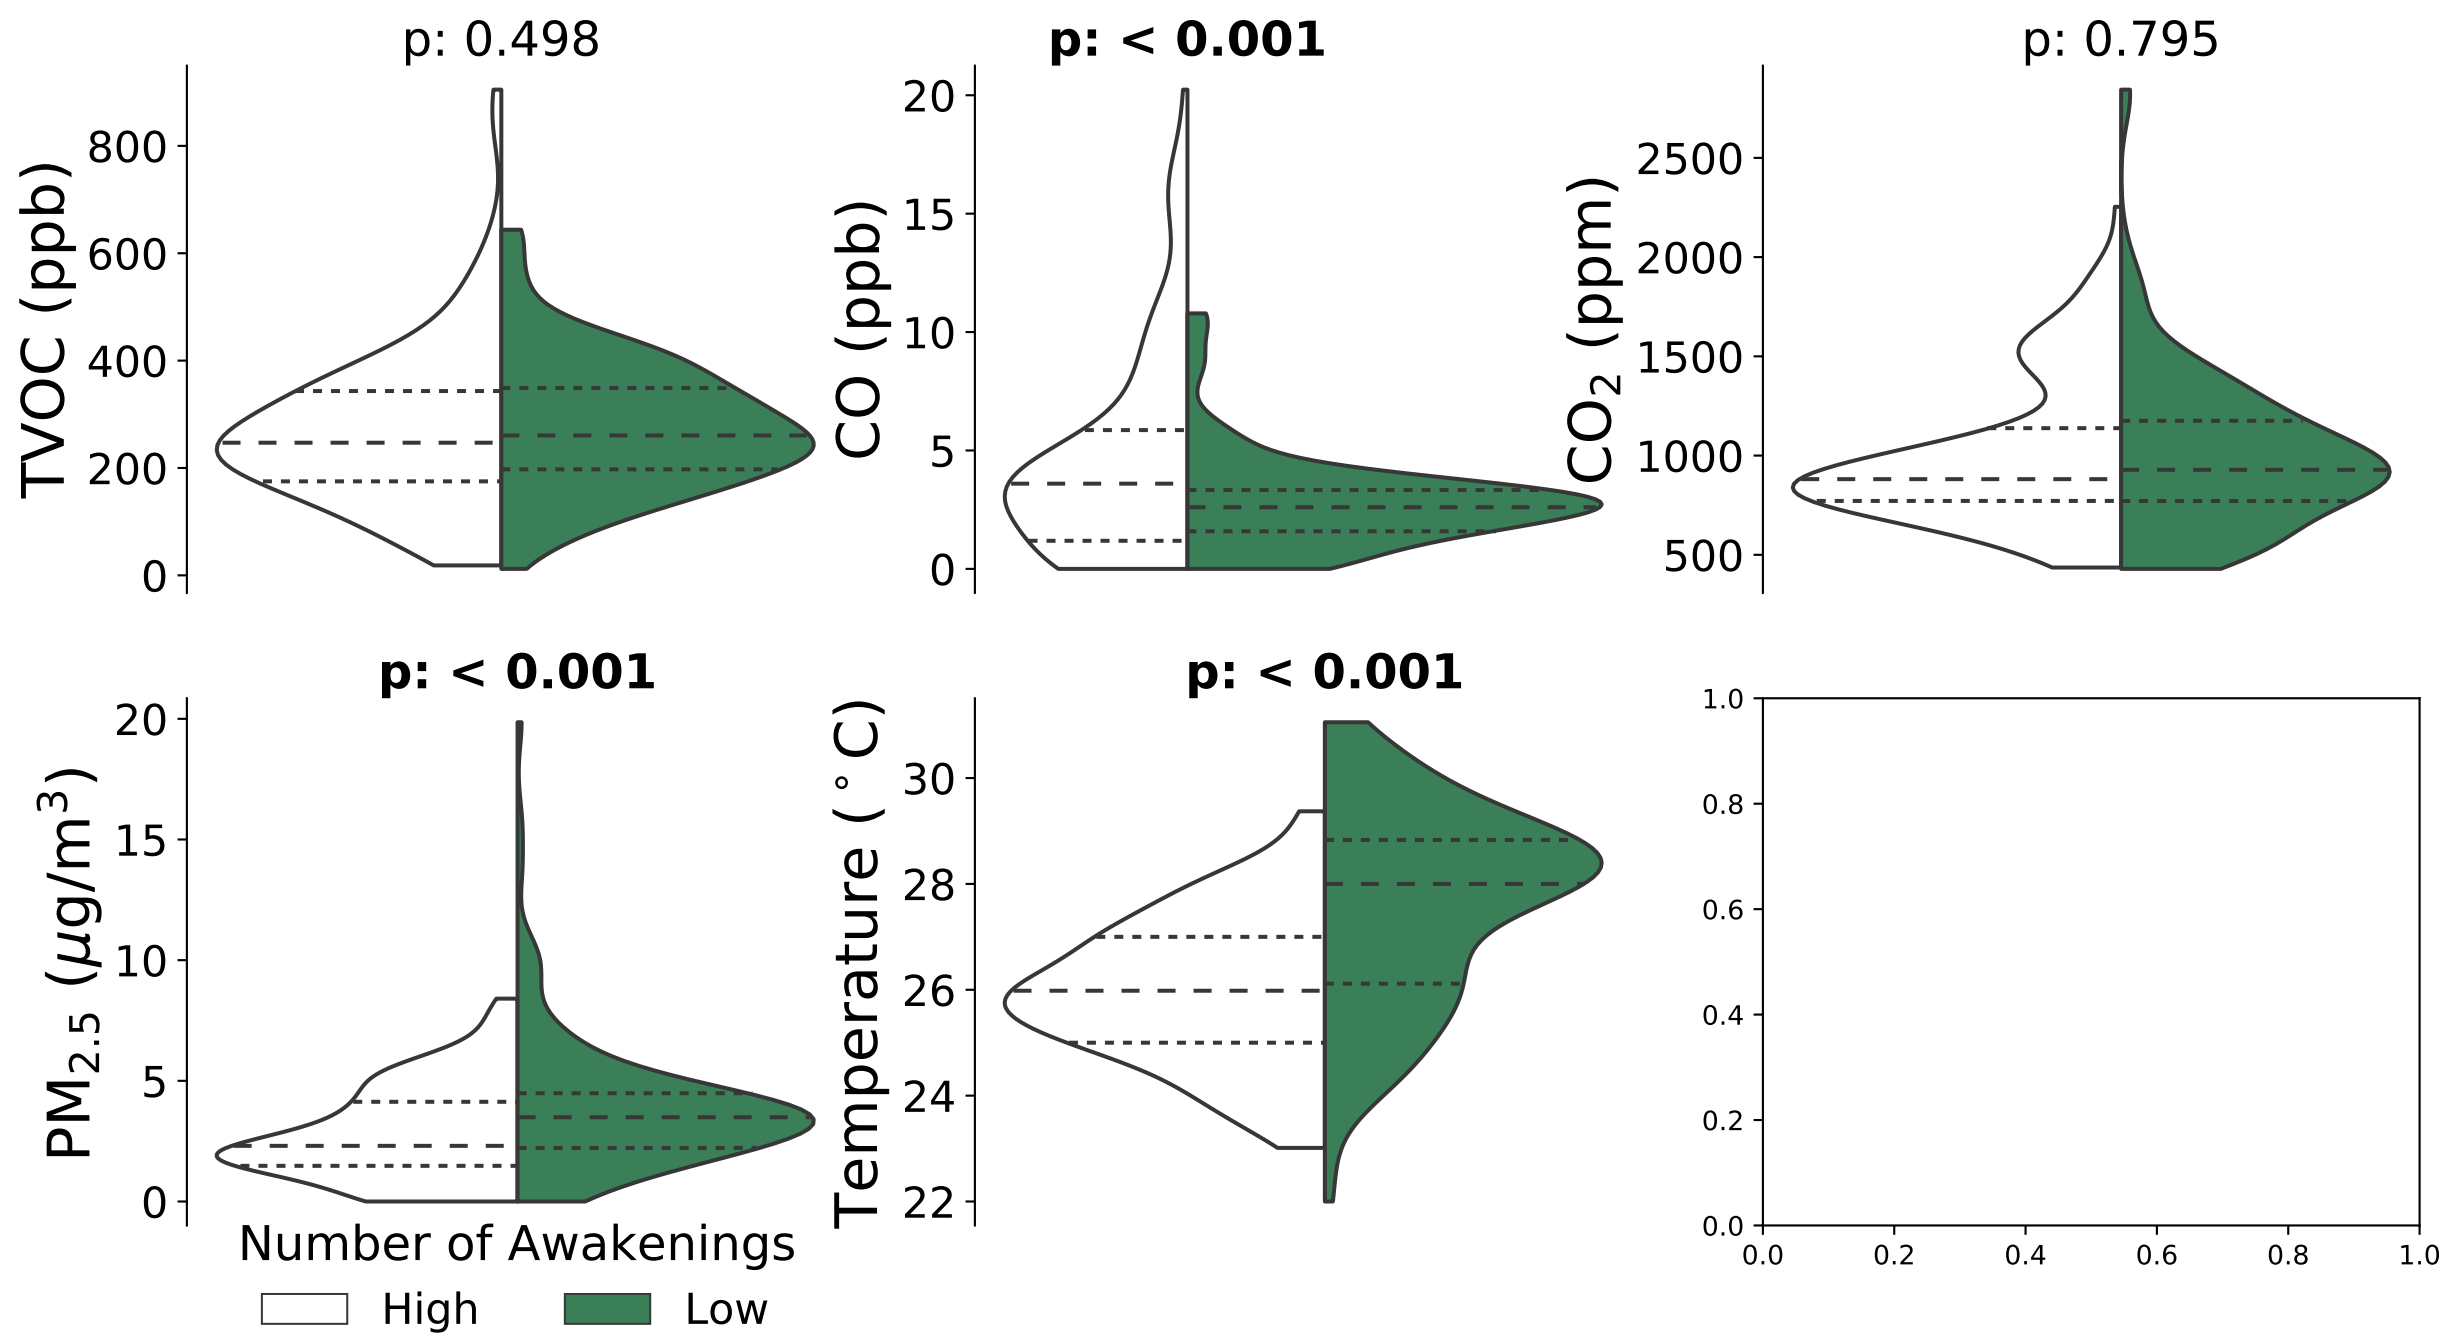 p: 0.498
TVOC (ppb)
800
600
400
200
0
p: < 0.001
CO (ppb)
20
15
10
5
0
p: 0.795
CO₂ (ppm)
2500
2000
1500
1000
500
p: < 0.001
PM₂.₅ (μg/m³)
20
15
10
5
0
p: < 0.001
Temperature (°C)
30
28
26
24
22
1.0
0.8
0.6
0.4
0.2
0.0
0.0 0.2 0.4 0.6 0.8 1.0
Number of Awakenings
High Low